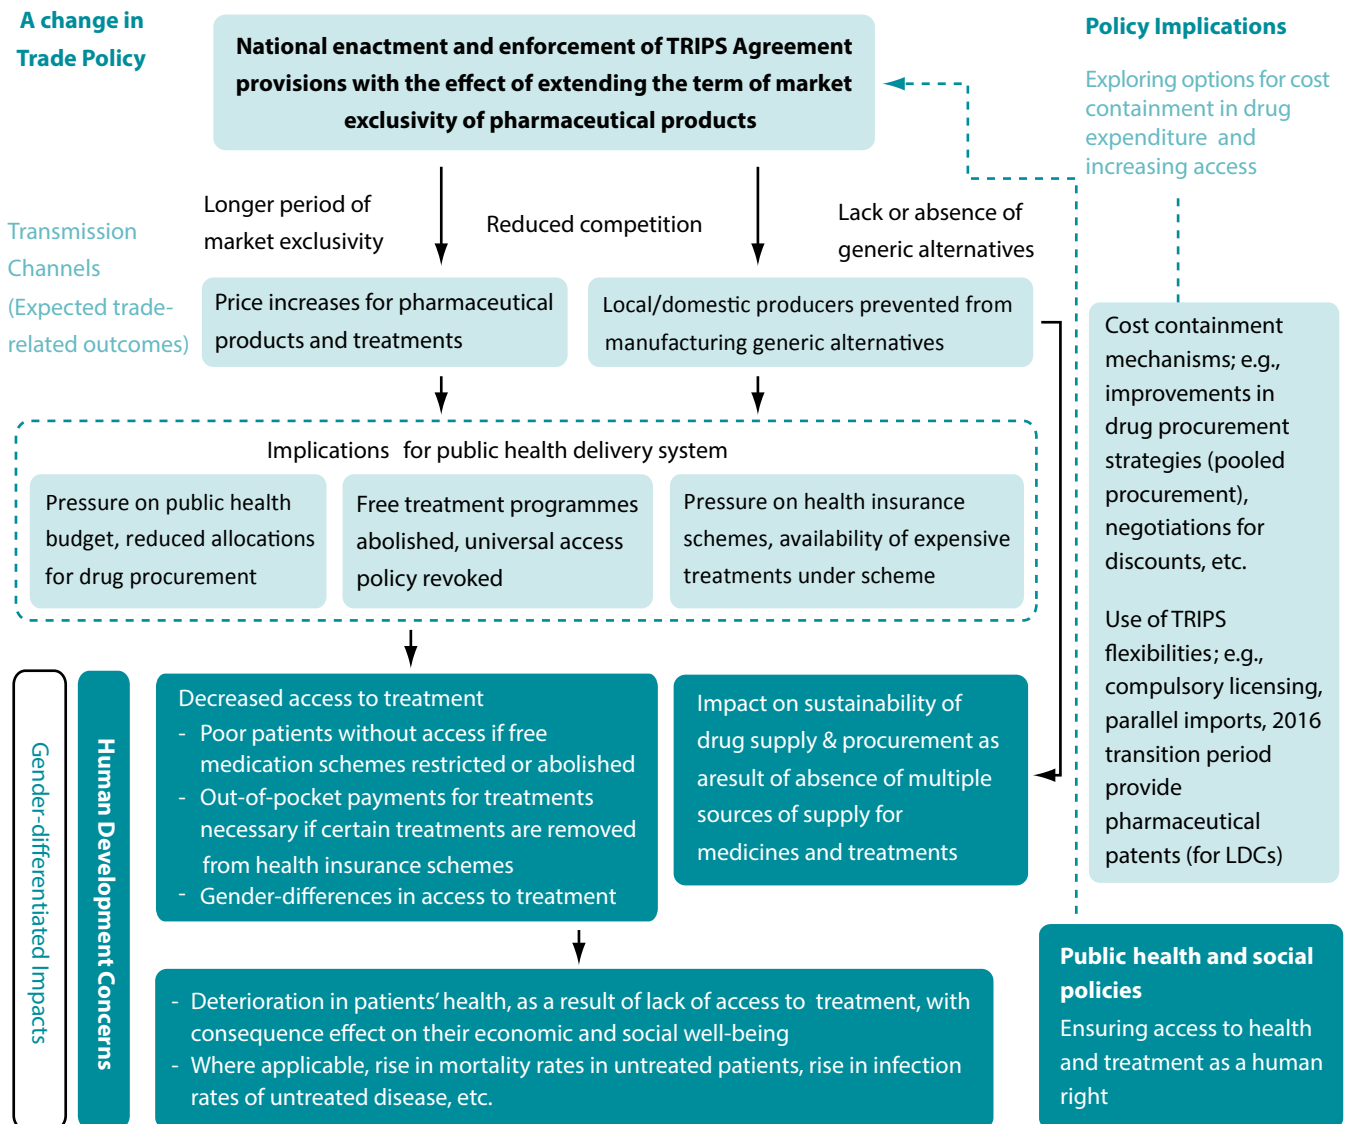 A change in
Trade Policy
National enactment and enforcement of TRIPS Agreement
provisions with the effect of extending the term of market
exclusivity of pharmaceutical products
Policy Implications
Exploring options for cost
containment in drug
expenditure and
increasing access
Transmission
Channels
(Expected trade-
related outcomes)
Longer period of
market exclusivity
Reduced competition
Lack or absence of
generic alternatives
Price increases for pharmaceutical
products and treatments
Local/domestic producers prevented from
manufacturing generic alternatives
Implications for public health delivery system
Pressure on public health
budget, reduced allocations
for drug procurement
Free treatment programmes
abolished, universal access
policy revoked
Pressure on health insurance
schemes, availability of expensive
treatments under scheme
Cost containment
mechanisms; e.g.,
improvements in
drug procurement
strategies (pooled
procurement),
negotiations for
discounts, etc.
Use of TRIPS
flexibilities; e.g.,
compulsory licensing,
parallel imports, 2016
transition period
provide
pharmaceutical
patents (for LDCs)
Gender-differentiated Impacts
Human Development Concerns
Decreased access to treatment
- Poor patients without access if free
medication schemes restricted or abolished
- Out-of-pocket payments for treatments
necessary if certain treatments are removed
from health insurance schemes
- Gender-differences in access to treatment
Impact on sustainability of
drug supply & procurement as
aresult of absence of multiple
sources of supply for
medicines and treatments
- Deterioration in patients' health, as a result of lack of access to treatment, with
consequence effect on their economic and social well-being
- Where applicable, rise in mortality rates in untreated patients, rise in infection
rates of untreated disease, etc.
Public health and social
policies
Ensuring access to health
and treatment as a human
right